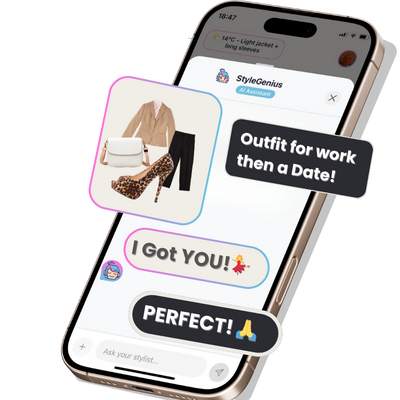 18:47
👋 14°C - Light jacket +
long sleeves
StyleGenius
AI Assistant
Outfit for work
then a Date!
I Got YOU!💃
PERFECT!🙏
Ask your stylist...